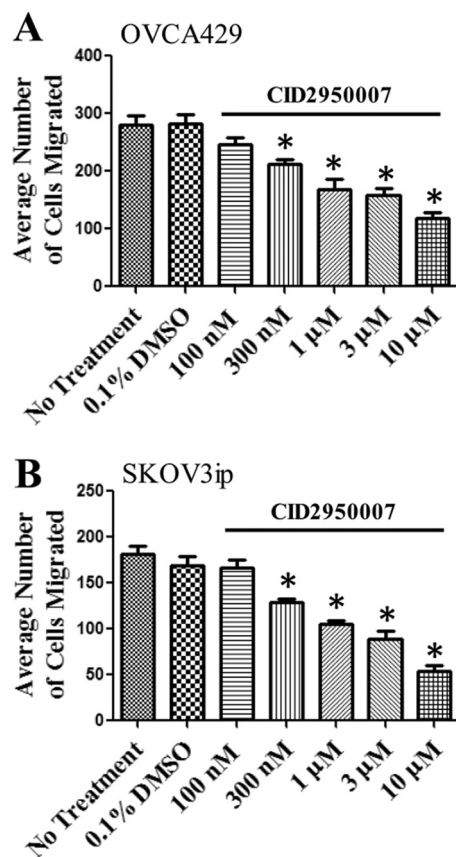 A
OVCA429
CID2950007
Average Number
of Cells Migrated
400
300
200
100
0
*
*
*
*
No Treatment
0.1% DMSO
100 nM
300 nM
1 µM
3 µM
10 µM
B
SKOV3ip
CID2950007
Average Number
of Cells Migrated
250
200
150
100
50
0
*
*
*
*
No Treatment
0.1% DMSO
100 nM
300 nM
1 µM
3 µM
10 µM